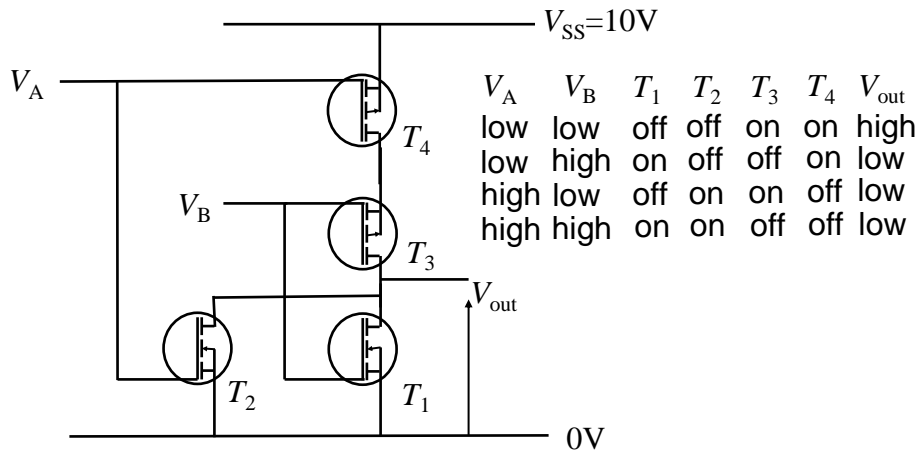 V_SS=10V
V_A
V_A V_B T_1 T_2 T_3 T_4 V_out
low low off off on on high
low high on off off on low
high low off on on off low
high high on on off off low
T_4
V_B
T_3
V_out
T_2
T_1
0V